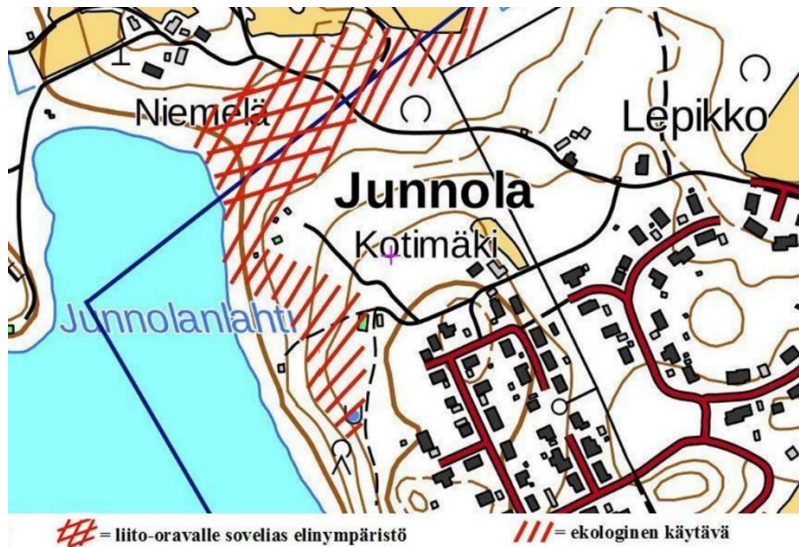 Niemelä
Lepikko
Junnola
Kotimäki
Junnolanlahti
= liito-oravalle sovelias elinympäristö
= ekologinen käytävä